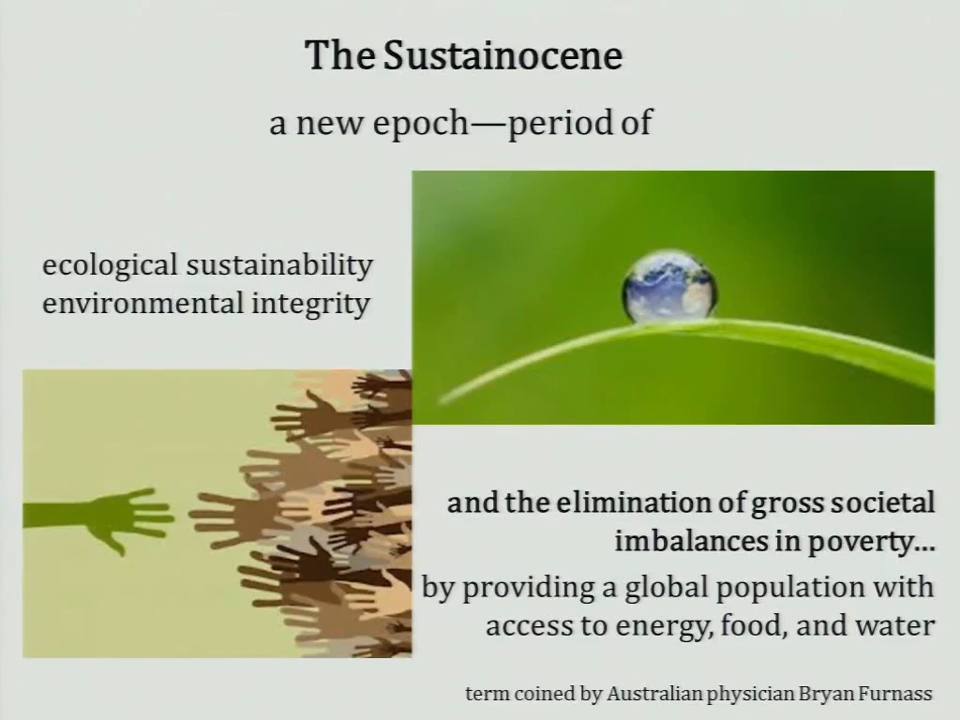 The Sustainocene
a new epoch—period of
ecological sustainability
environmental integrity
and the elimination of gross societal
imbalances in poverty...
by providing a global population with
access to energy, food, and water
term coined by Australian physician Bryan Furnass